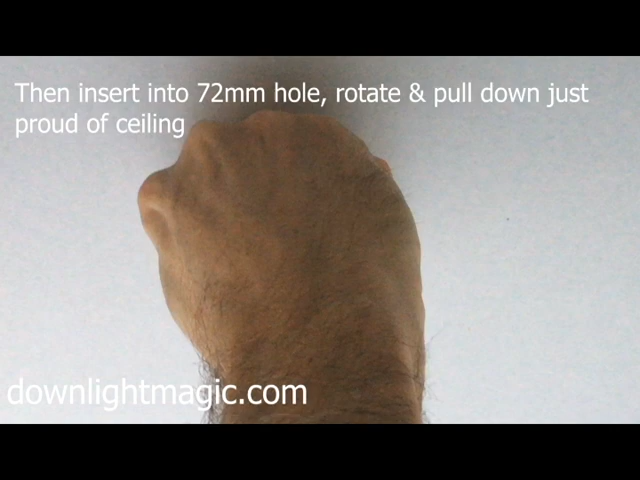 Then insert into 72mm hole, rotate & pull down just
proud of ceiling
downlightmagic.com